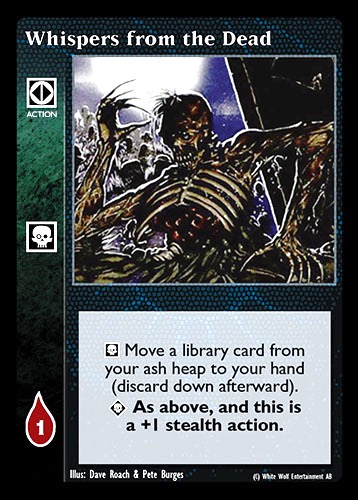 Whispers from the Dead
ACTION
Move a library card from
your ash heap to your hand
(discard down afterward).
As above, and this is
a +1 stealth action.
1
Illus: Dave Roach & Pete Burges
(C) White Wolf Entertainment AB